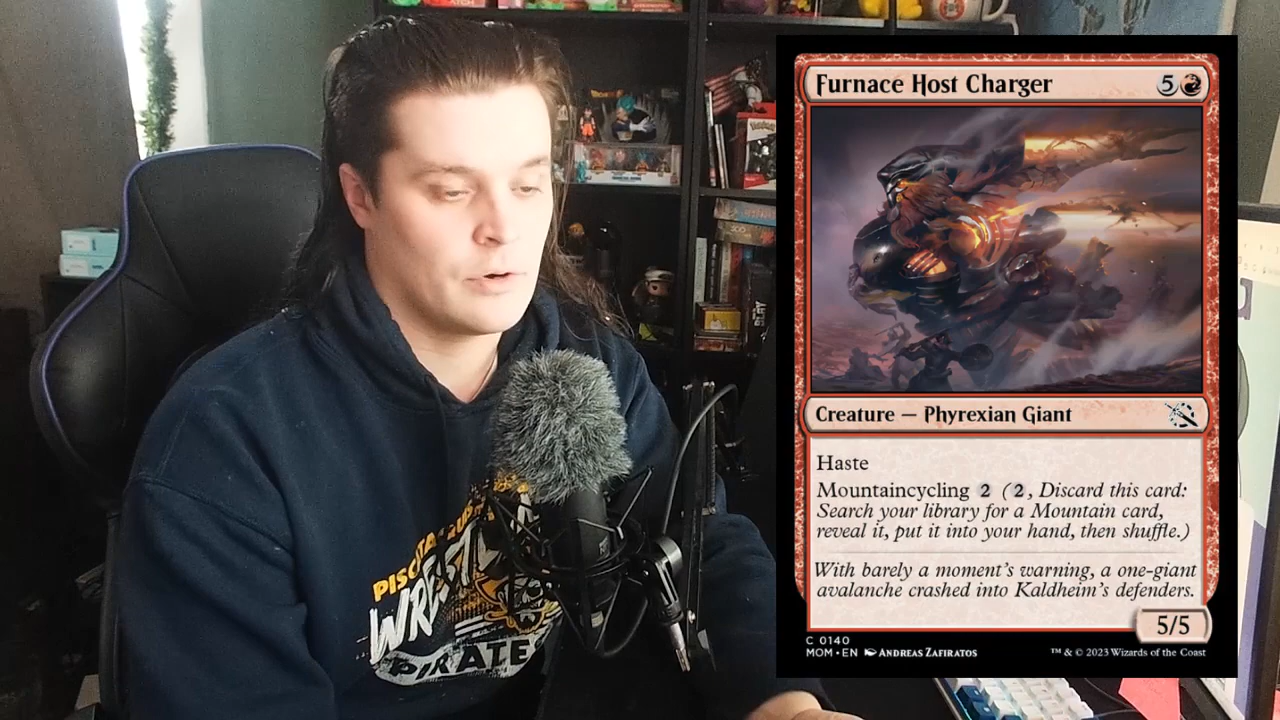 Furnace Host Charger 5
Creature — Phyrexian Giant
Haste
Mountaincycling 2 (2, Discard this card:
Search your library for a Mountain card,
reveal it, put it into your hand, then shuffle.)
With barely a moment's warning, a one-giant
avalanche crashed into Kaldheim's defenders.
5/5
C 0140
MOM • EN ANDREAS ZAFIRATOS
™ & © 2023 Wizards of the Coast
PIRATE